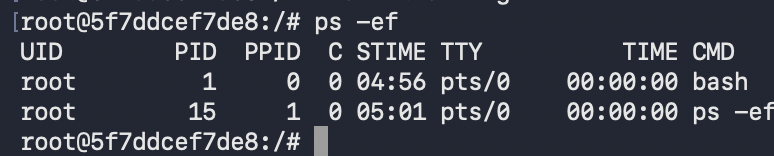 [root@5f7ddcef7de8:/# ps -ef
UID        PID  PPID  C STIME TTY          TIME CMD
root         1     0  0 04:56 pts/0    00:00:00 bash
root        15     1  0 05:01 pts/0    00:00:00 ps -ef
root@5f7ddcef7de8:/#